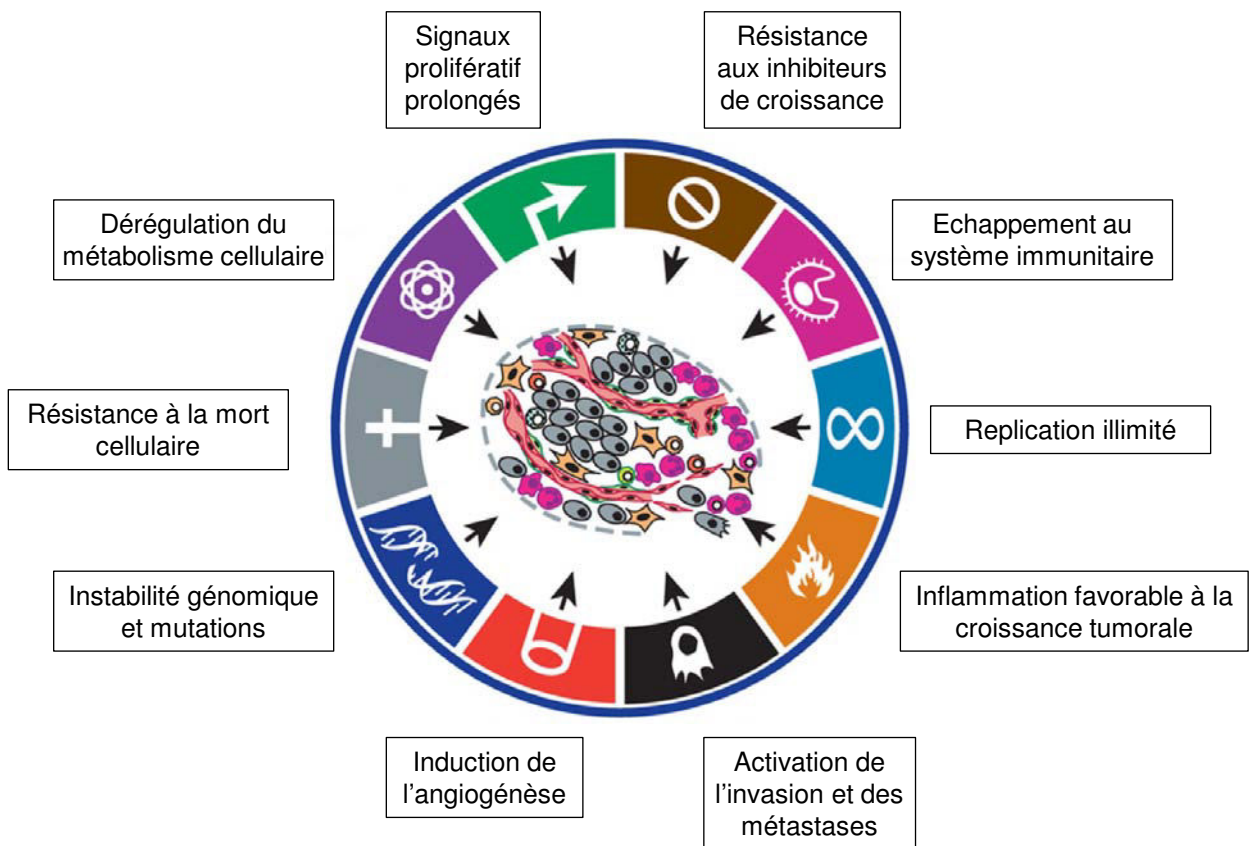 Signaux
prolifératif
prolongés
Résistance
aux inhibiteurs
de croissance
Dérégulation du
métabolisme cellulaire
Echappement au
système immunitaire
Résistance à la mort
cellulaire
Replication illimité
Instabilité génomique
et mutations
Inflammation favorable à la
croissance tumorale
Induction de
l’angiogénèse
Activation de
l’invasion et des
métastases